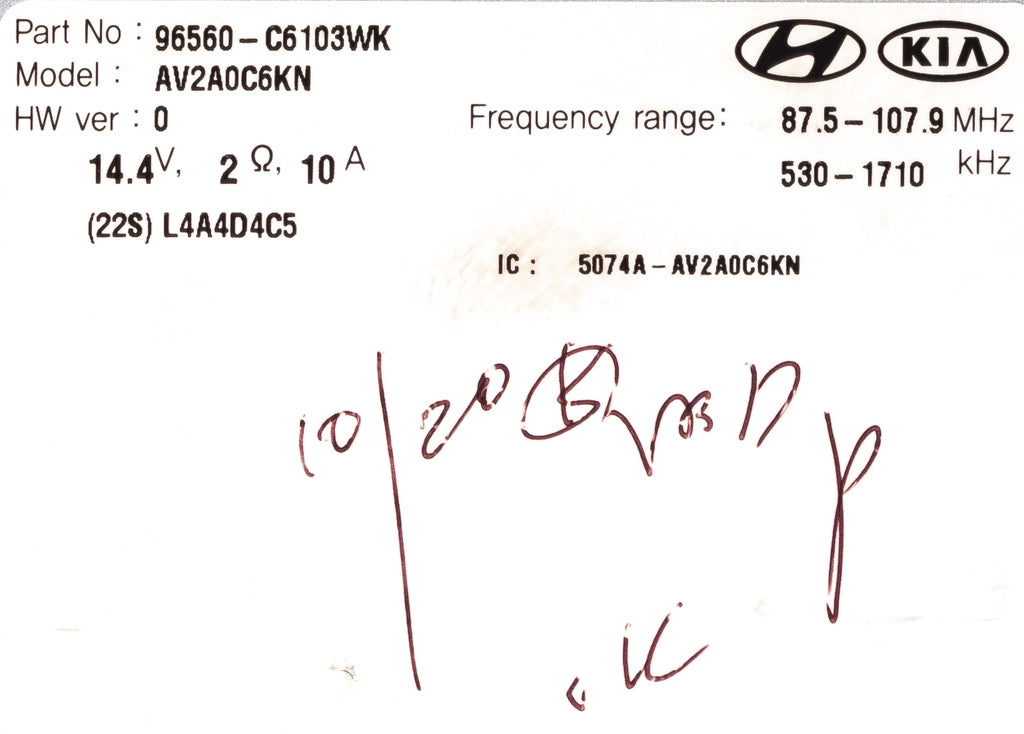 Part No : 96560-C6103WK
KIA
Model : AV2A0C6KN
HW ver : 0
Frequency range: 87.5-107.9 MHz
14.4V, 2 Ω, 10 A
530-1710 kHz
(22S) L4A4D4C5
IC : 5074A-AV2A0C6KN
10/20